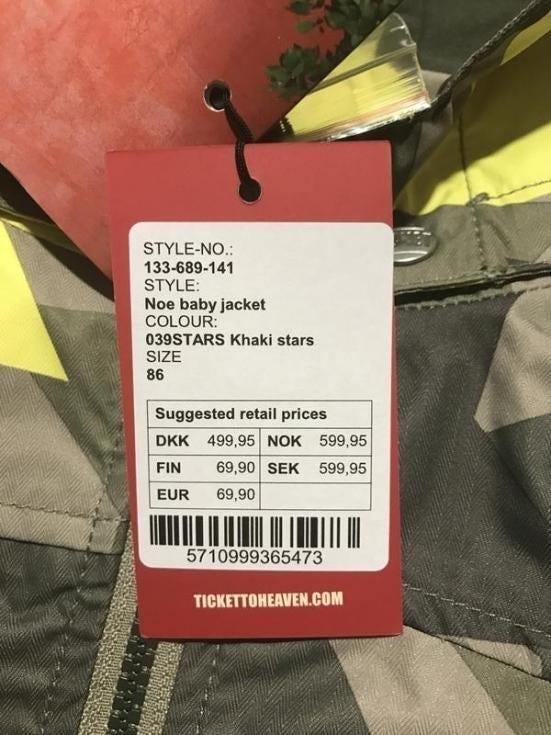 STYLE-NO.:
133-689-141
STYLE:
Noe baby jacket
COLOUR:
039STARS Khaki stars
SIZE
86
Suggested retail prices
DKK 499,95 NOK 599,95
FIN 69,90 SEK 599,95
EUR 69,90
5710999365473
TICKETTOHEAVEN.COM